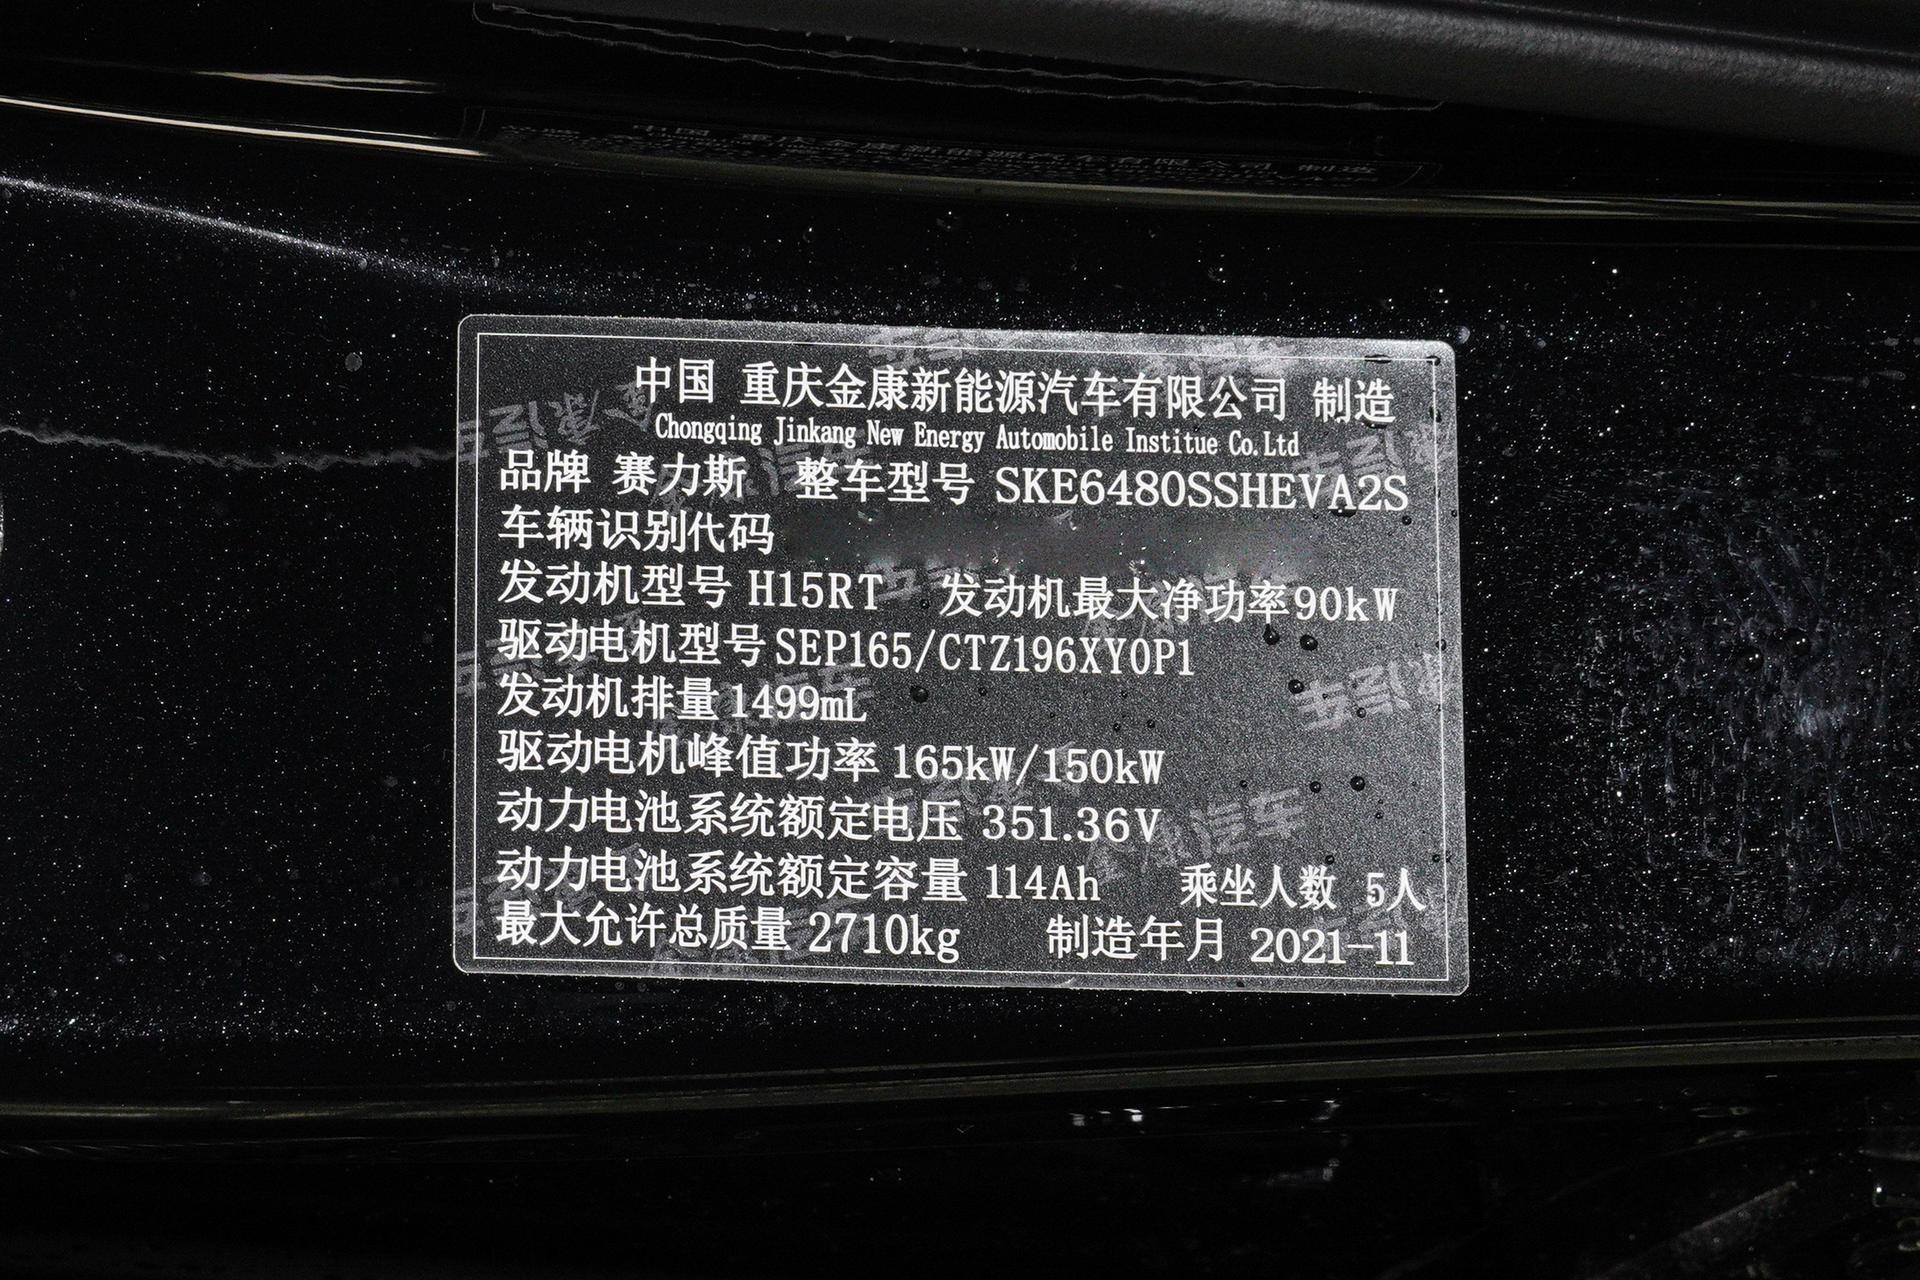 中国 重庆金康新能源汽车有限公司 制造
Chongqing Jinkang New Energy Automobile Institue Co.Ltd
品牌 赛力斯 整车型号 SKE6480SSHEVA2S
车辆识别代码
发动机型号 H15RT 发动机最大净功率90kW
驱动电机型号 SEP165/CTZ196XY0P1
发动机排量 1499mL
驱动电机峰值功率 165kW/150kW
动力电池系统额定电压 351.36V
动力电池系统额定容量 114Ah 乘坐人数 5人
最大允许总质量 2710kg 制造年月 2021-11